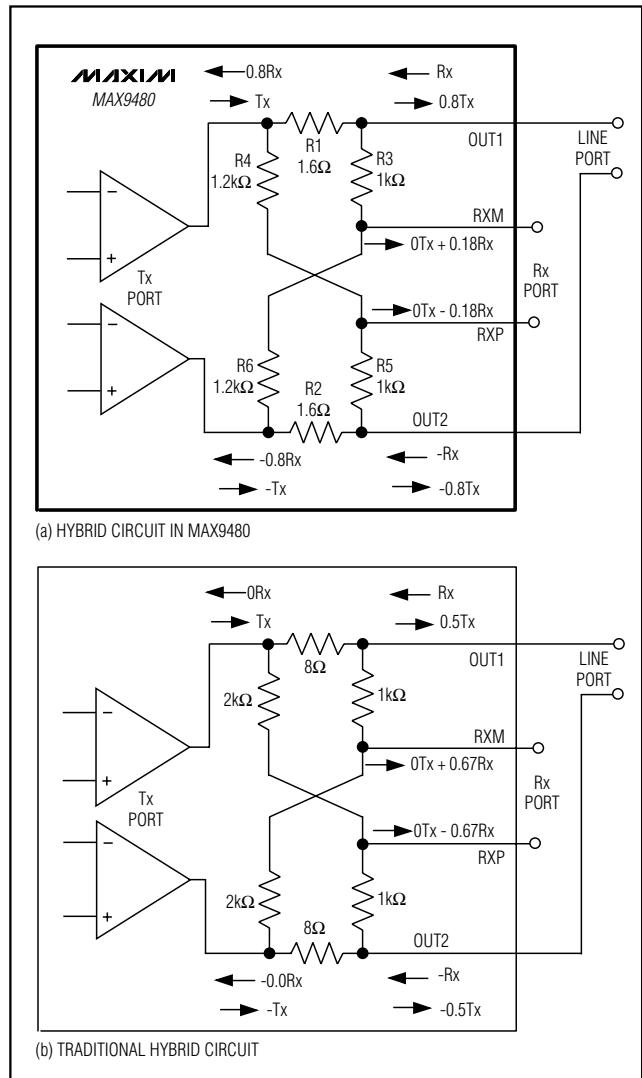 MAXIM
MAX9480
0.8Rx
Tx
Rx
0.8Tx
R1
1.6Ω
OUT1
LINE
PORT
R4
1.2kΩ
R3
1kΩ
RXM
0Tx + 0.18Rx
Tx
PORT
Rx
PORT
0Tx - 0.18Rx
RXP
R6
1.2kΩ
R2
1.6Ω
R5
1kΩ
OUT2
-0.8Rx
-Tx
-Rx
-0.8Tx
(a) HYBRID CIRCUIT IN MAX9480
0Rx
Tx
Rx
0.5Tx
8Ω
OUT1
LINE
PORT
2kΩ
1kΩ
RXM
0Tx + 0.67Rx
Tx
PORT
Rx
PORT
0Tx - 0.67Rx
RXP
2kΩ
1kΩ
8Ω
OUT2
-0.0Rx
-Tx
-Rx
-0.5Tx
(b) TRADITIONAL HYBRID CIRCUIT